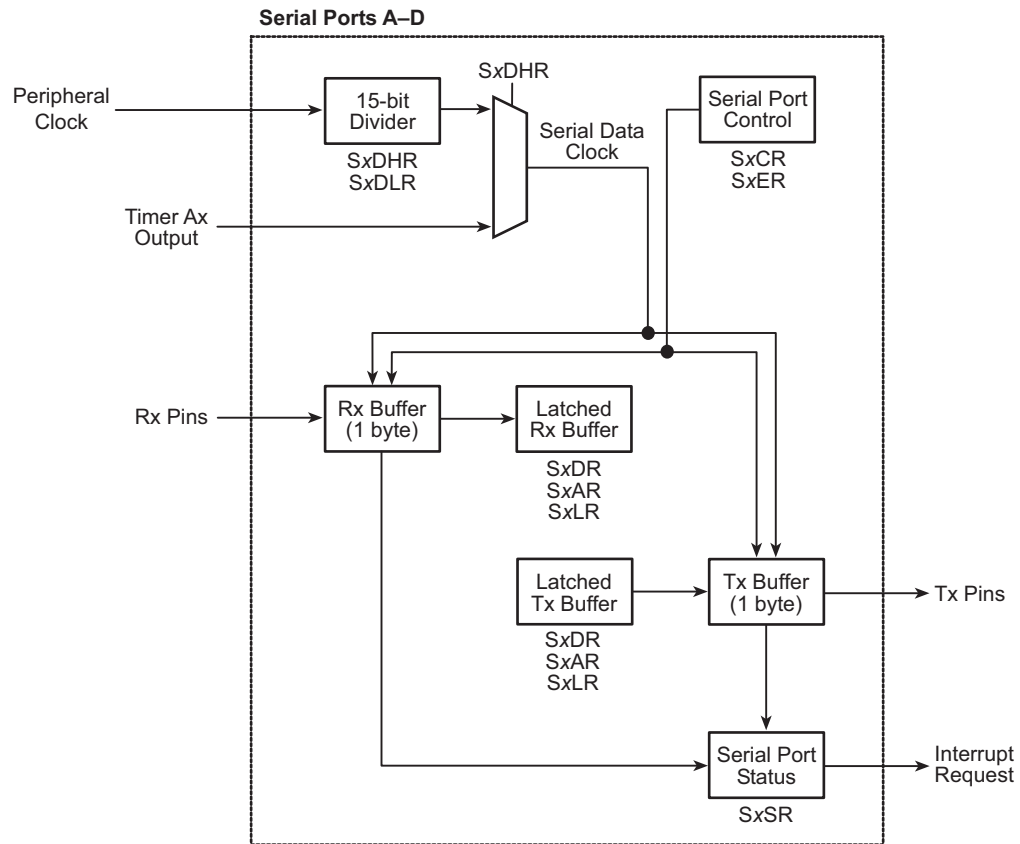 Serial Ports A–D
Peripheral
Clock
15-bit
Divider
SxDHR
SxDLR
SxDHR
Serial Data
Clock
Serial Port
Control
SxCR
SxER
Timer Ax
Output
Rx Pins
Rx Buffer
(1 byte)
Latched
Rx Buffer
SxDR
SxAR
SxLR
Latched
Tx Buffer
SxDR
SxAR
SxLR
Tx Buffer
(1 byte)
Tx Pins
Serial Port
Status
SxSR
Interrupt
Request